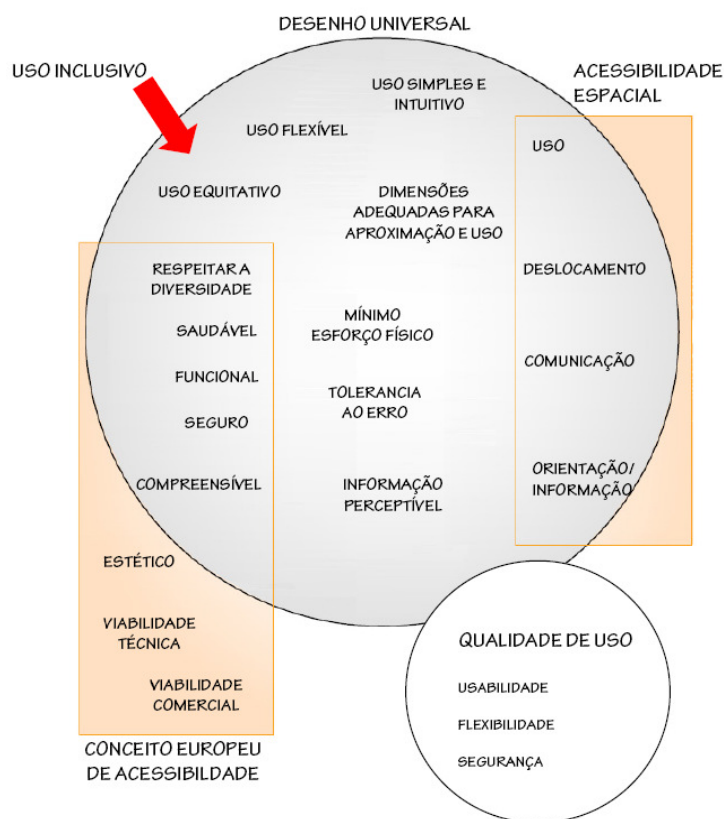 DESENHO UNIVERSAL
USO INCLUSIVO
ACESSIBILIDADE
ESPACIAL
USO SIMPLES E
INTUITIVO
USO FLEXÍVEL
USO
USO EQUITATIVO
DIMENSÕES
ADEQUADAS PARA
APROXIMAÇÃO E USO
RESPEITAR A
DIVERSIDADE
DESLOCAMENTO
SAUDÁVEL
MÍNIMO
ESFORÇO FÍSICO
COMUNICAÇÃO
FUNCIONAL
TOLERANCIA
AO ERRO
SEGURO
COMPREENSÍVEL
INFORMAÇÃO
PERCEPTÍVEL
ORIENTAÇÃO/
INFORMAÇÃO
ESTÉTICO
VIABILIDADE
TÉCNICA
VIABILIDADE
COMERCIAL
CONCEITO EUROPEU
DE ACESSIBILDADE
QUALIDADE DE USO
USABILIDADE
FLEXIBILIDADE
SEGURANÇA